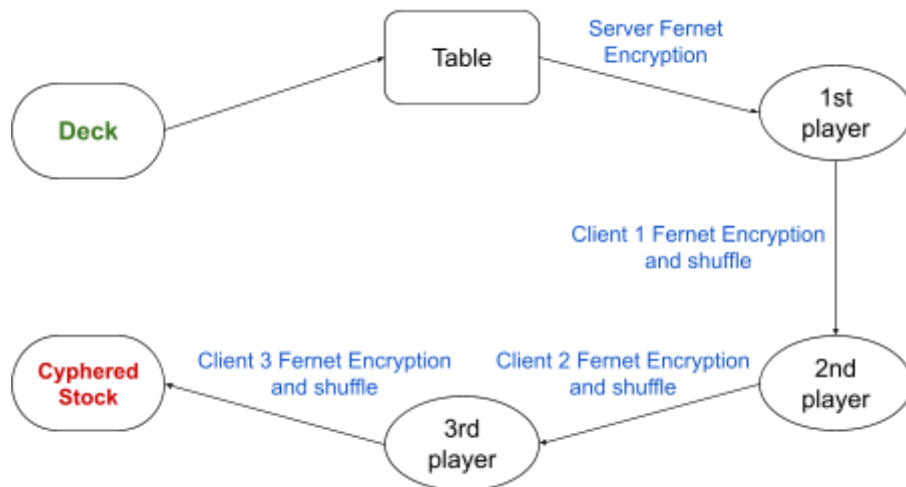 Server Fernet
Encryption
Table
1st
player
Deck
Client 1 Fernet Encryption
and shuffle
Client 3 Fernet Encryption
and shuffle
Client 2 Fernet Encryption
and shuffle
Cyphered
Stock
2nd
player
3rd
player